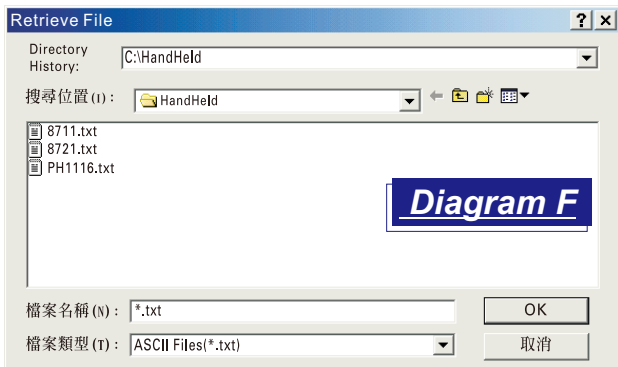 Retrieve File
Directory History:
C:\HandHeld
搜尋位置(I):
HandHeld
8711.txt
8721.txt
PH1116.txt
Diagram F
檔案名稱(N):
*.txt
OK
檔案類型(T):
ASCII Files(*.txt)
取消